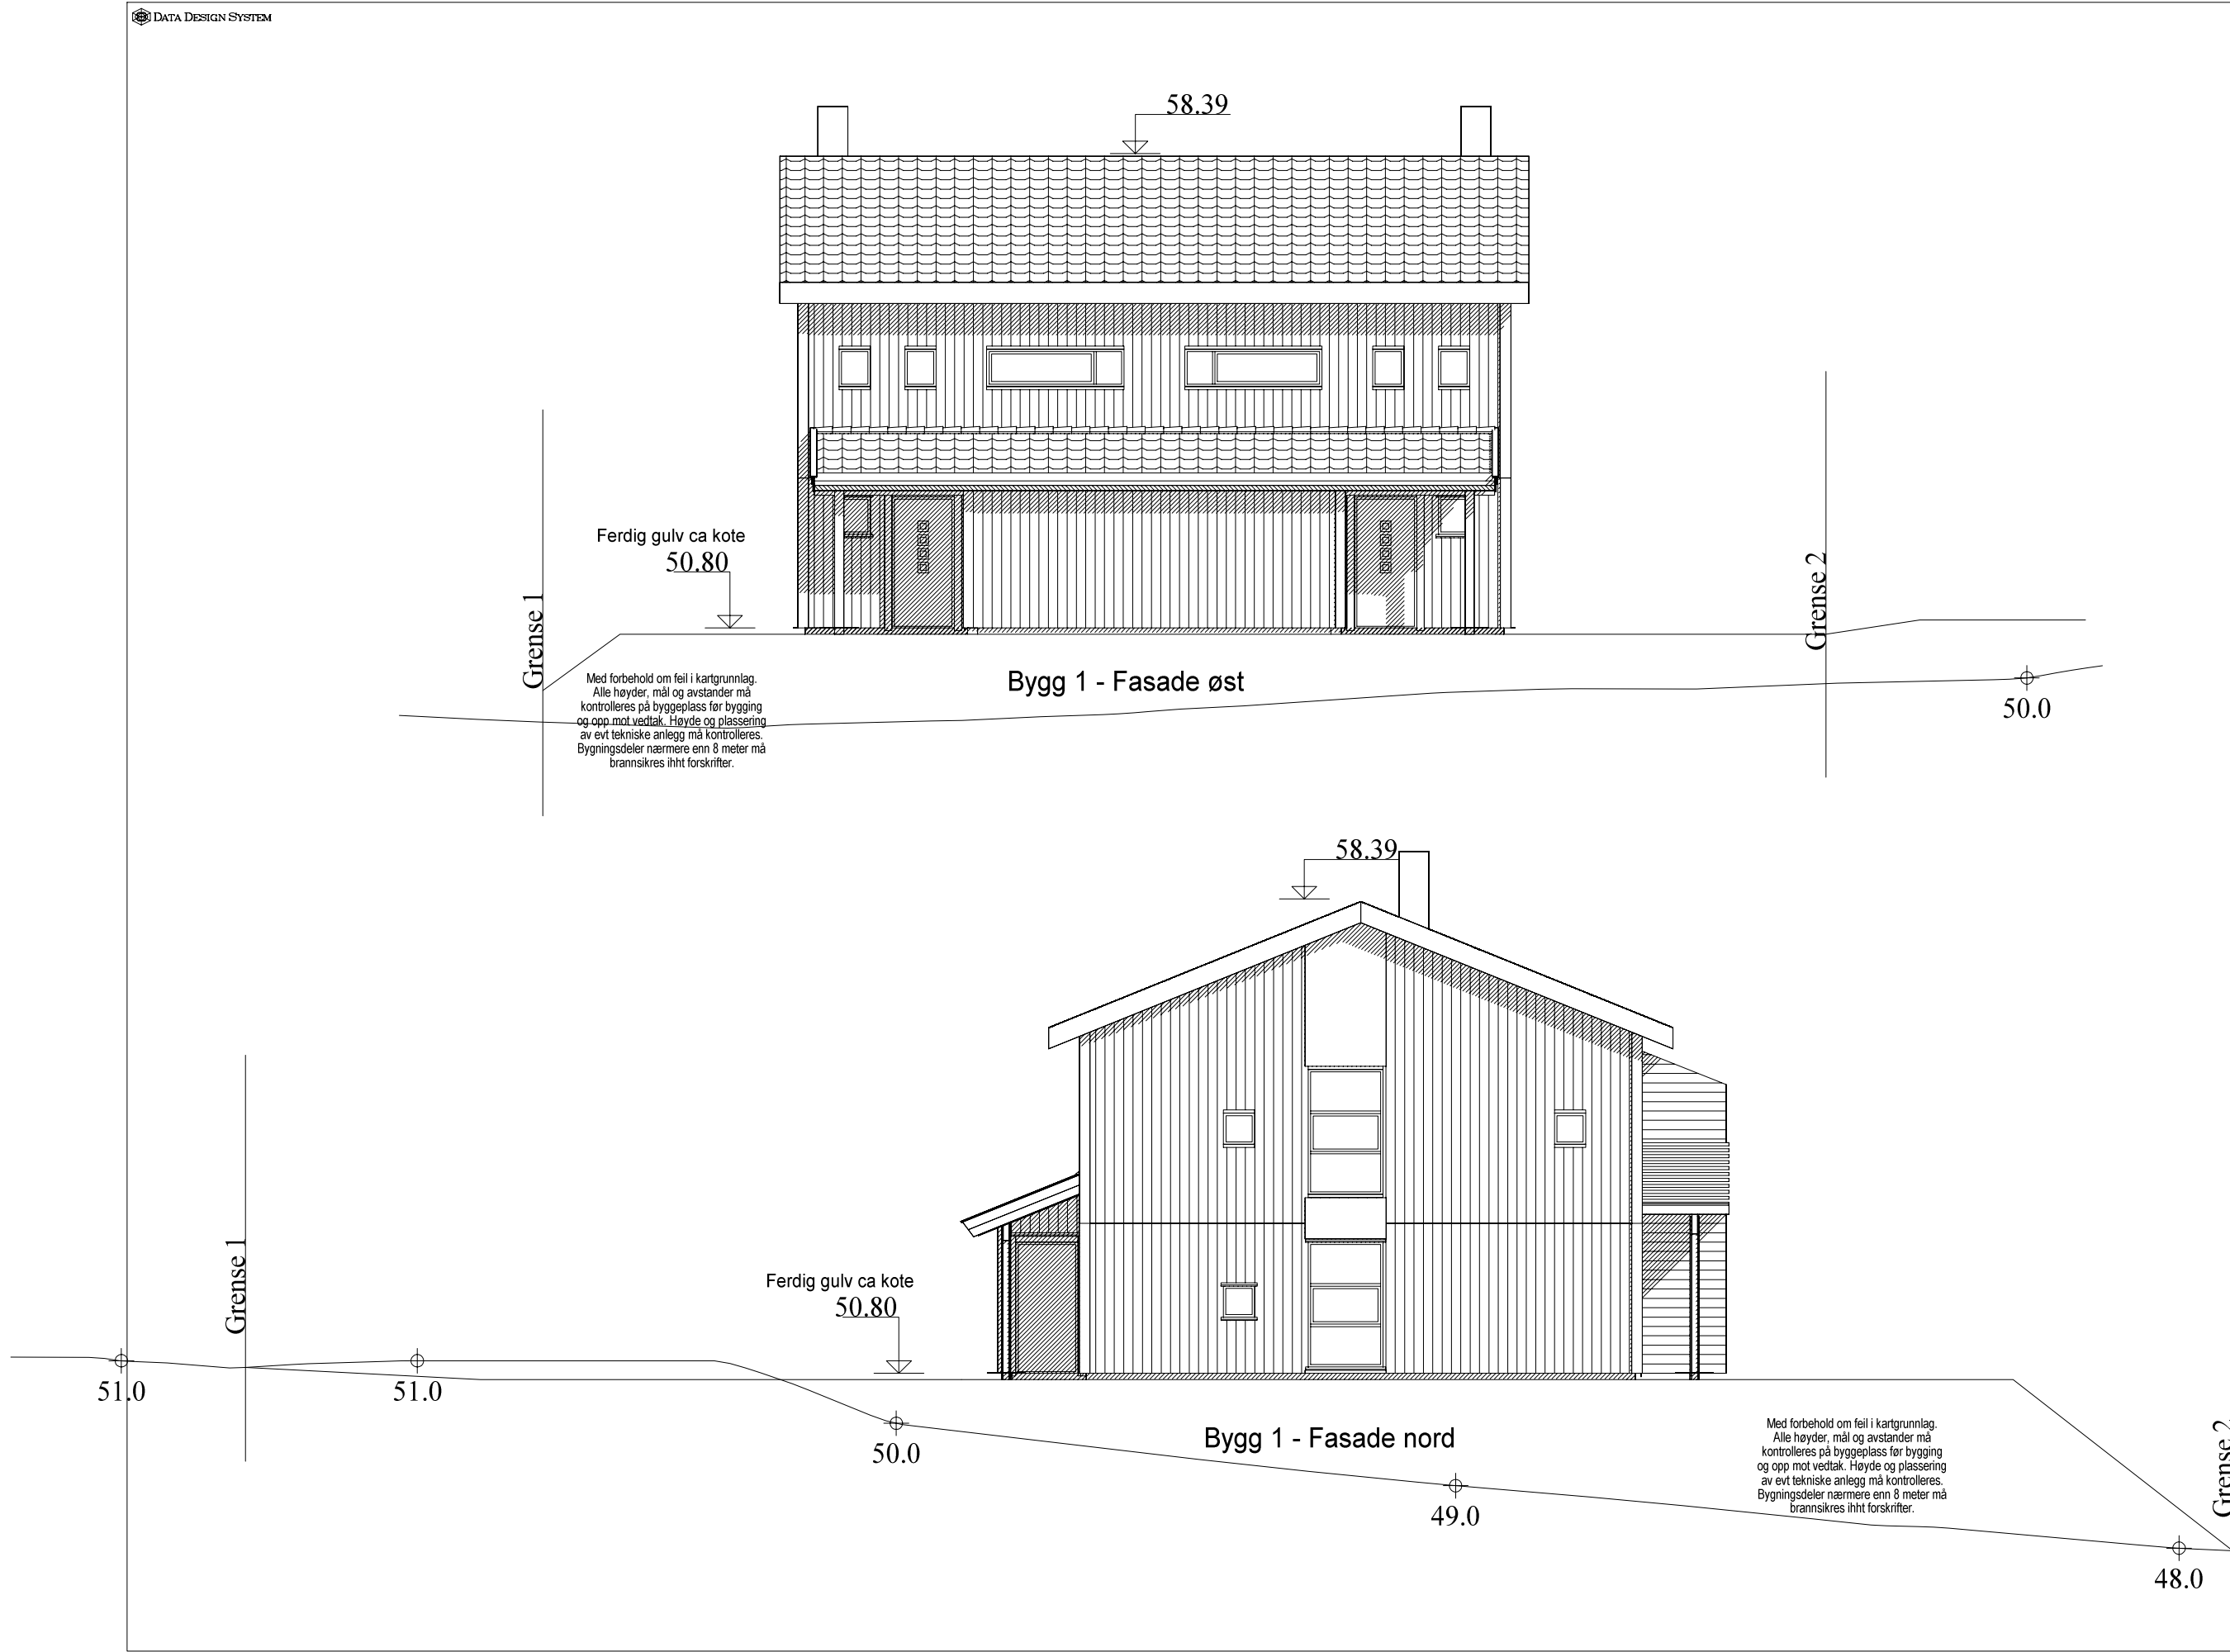 DATA DESIGN SYSTEM
58.39
Ferdig gulv ca kote
50.80
Grense 1
Grense 2
Bygg 1 - Fasade øst
Med forbehold om feil i kartgrunnlag.
Alle høyder, mål og avstander må
kontrolleres på byggeplass før bygging
og opp mot vedtak. Høyde og plassering
av evt tekniske anlegg må kontrolleres.
Bygningsdeler nærmere enn 8 meter må
brannsikres ihht forskrifter.
50.0
58.39
Grense 1
Ferdig gulv ca kote
50.80
51.0
51.0
50.0
Bygg 1 - Fasade nord
Med forbehold om feil i kartgrunnlag.
Alle høyder, mål og avstander må
kontrolleres på byggeplass før bygging
og opp mot vedtak. Høyde og plassering
av evt tekniske anlegg må kontrolleres.
Bygningsdeler nærmere enn 8 meter må
brannsikres ihht forskrifter.
Grense 2
49.0
48.0